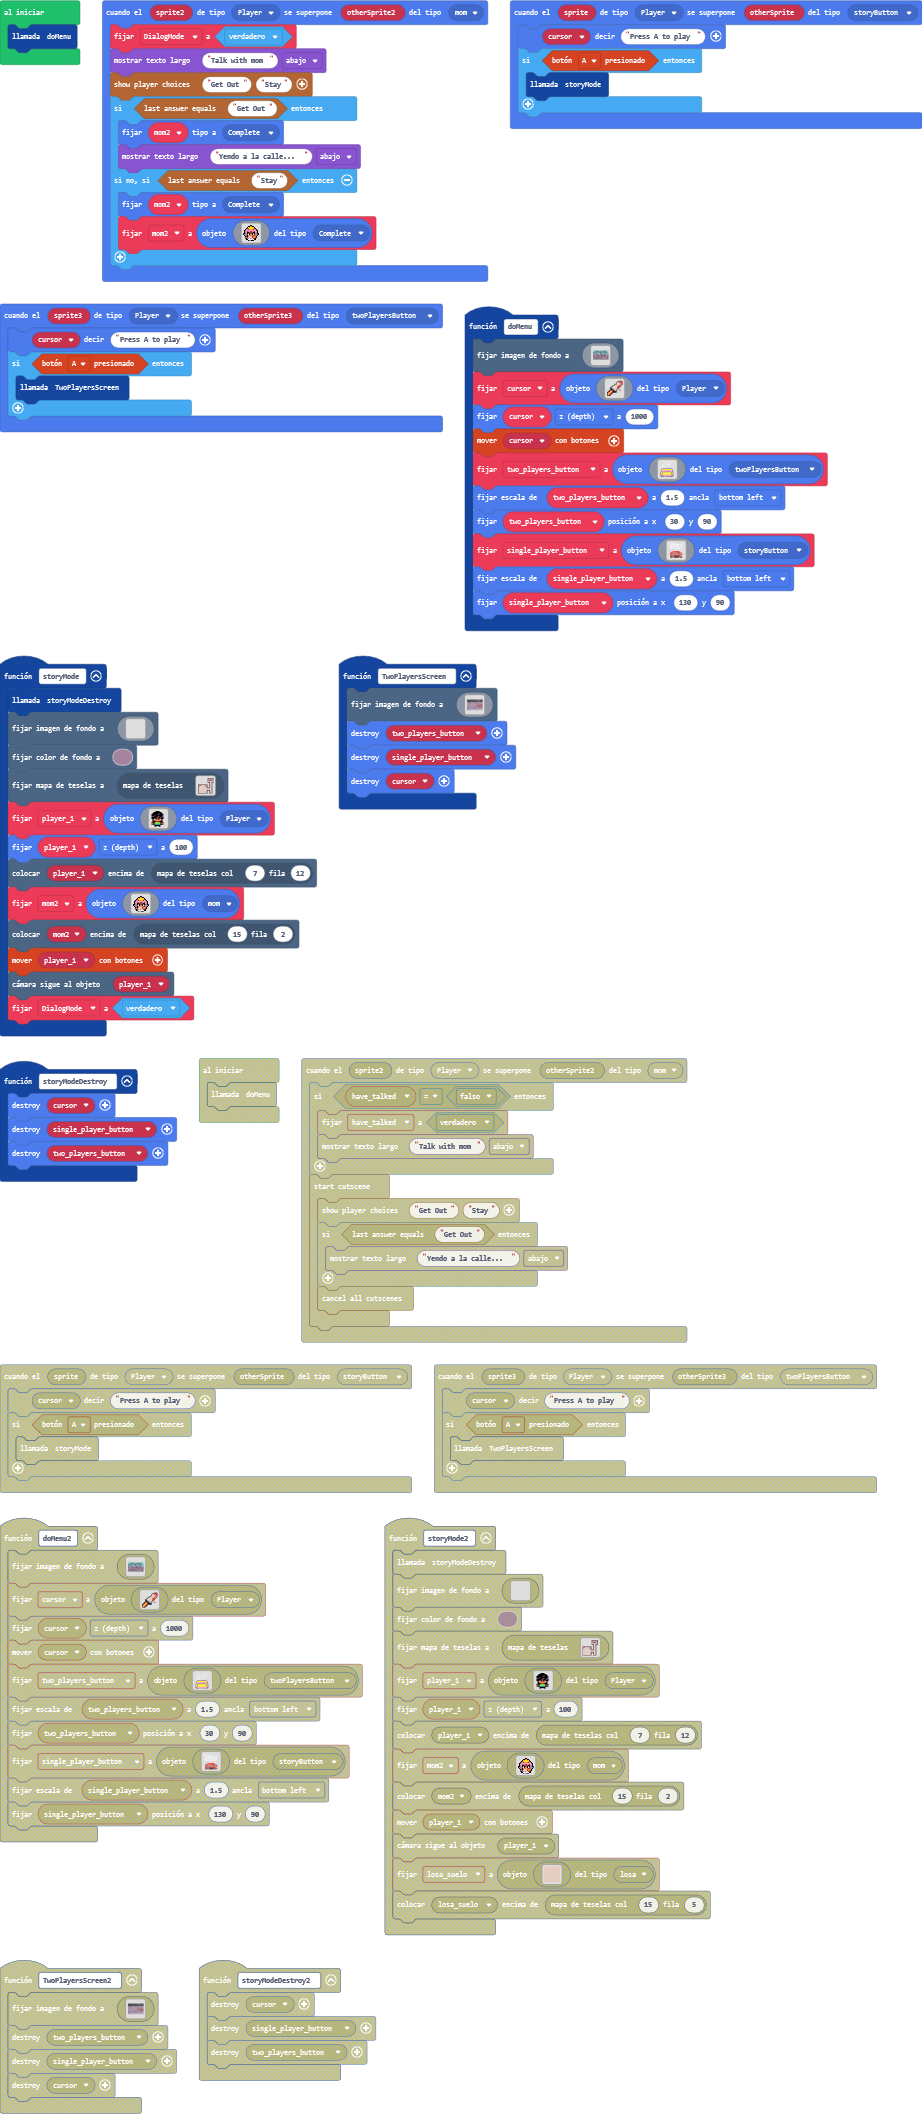 al iniciar
llamada doMenu
cuando el sprite2 de tipo Player se superpone otherSprite2 del tipo mom
fijar DialogMode a verdadero
mostrar texto largo "Talk with mom" abajo
show player choices "Get Out" "Stay"
si last answer equals "Get Out" entonces
fijar mom2 tipo a Complete
mostrar texto largo "Yendo a la calle..." abajo
si no, si last answer equals "Stay" entonces
fijar mom2 tipo a Complete
fijar mom2 a objeto del tipo Complete
cuando el sprite de tipo Player se superpone otherSprite del tipo storyButton
cursor decir "Press A to play"
si botón A presionado entonces
llamada storyMode
cuando el sprite3 de tipo Player se superpone otherSprite3 del tipo twoPlayersButton
cursor decir "Press A to play"
si botón A presionado entonces
llamada TwoPlayersScreen
función doMenu
fijar imagen de fondo a
fijar cursor a objeto del tipo Player
fijar cursor z (depth) a 1000
mover cursor con botones
fijar two_players_button a objeto del tipo twoPlayersButton
fijar escala de two_players_button a 1.5 ancla bottom left
fijar two_players_button posición a x 30 y 90
fijar single_player_button a objeto del tipo storyButton
fijar escala de single_player_button a 1.5 ancla bottom left
fijar single_player_button posición a x 130 y 90
función storyMode
llamada storyModeDestroy
fijar imagen de fondo a
fijar color de fondo a
fijar mapa de teselas a mapa de teselas
fijar player_1 a objeto del tipo Player
fijar player_1 z (depth) a 100
colocar player_1 encima de mapa de teselas col 7 fila 12
fijar mom2 a objeto del tipo mom
colocar mom2 encima de mapa de teselas col 15 fila 2
mover player_1 con botones
cámara sigue al objeto player_1
fijar DialogMode a verdadero
función TwoPlayersScreen
fijar imagen de fondo a
destroy two_players_button
destroy single_player_button
destroy cursor
función storyModeDestroy
destroy cursor
destroy single_player_button
destroy two_players_button
al iniciar
llamada doMenu
cuando el sprite2 de tipo Player se superpone otherSprite2 del tipo mom
si have_talked = falso entonces
fijar have_talked a verdadero
mostrar texto largo "Talk with mom" abajo
start cutscene
show player choices "Get Out" "Stay"
si last answer equals "Get Out" entonces
mostrar texto largo "Yendo a la calle..." abajo
cancel all cutscenes
cuando el sprite de tipo Player se superpone otherSprite del tipo storyButton
cursor decir "Press A to play"
si botón A presionado entonces
llamada storyMode
cuando el sprite3 de tipo Player se superpone otherSprite3 del tipo twoPlayersButton
cursor decir "Press A to play"
si botón A presionado entonces
llamada TwoPlayersScreen
función doMenu2
fijar imagen de fondo a
fijar cursor a objeto del tipo Player
fijar cursor z (depth) a 1000
mover cursor con botones
fijar two_players_button a objeto del tipo twoPlayersButton
fijar escala de two_players_button a 1.5 ancla bottom left
fijar two_players_button posición a x 30 y 90
fijar single_player_button a objeto del tipo storyButton
fijar escala de single_player_button a 1.5 ancla bottom left
fijar single_player_button posición a x 130 y 90
función storyMode2
llamada storyModeDestroy
fijar imagen de fondo a
fijar color de fondo a
fijar mapa de teselas a mapa de teselas
fijar player_1 a objeto del tipo Player
fijar player_1 z (depth) a 100
colocar player_1 encima de mapa de teselas col 7 fila 12
fijar mom2 a objeto del tipo mom
colocar mom2 encima de mapa de teselas col 15 fila 2
mover player_1 con botones
cámara sigue al objeto player_1
fijar losa_suelo a objeto del tipo losa
colocar losa_suelo encima de mapa de teselas col 15 fila 5
función TwoPlayersScreen2
fijar imagen de fondo a
destroy two_players_button
destroy single_player_button
destroy cursor
función storyModeDestroy2
destroy cursor
destroy single_player_button
destroy two_players_button